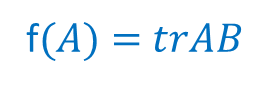 f(A) = trAB